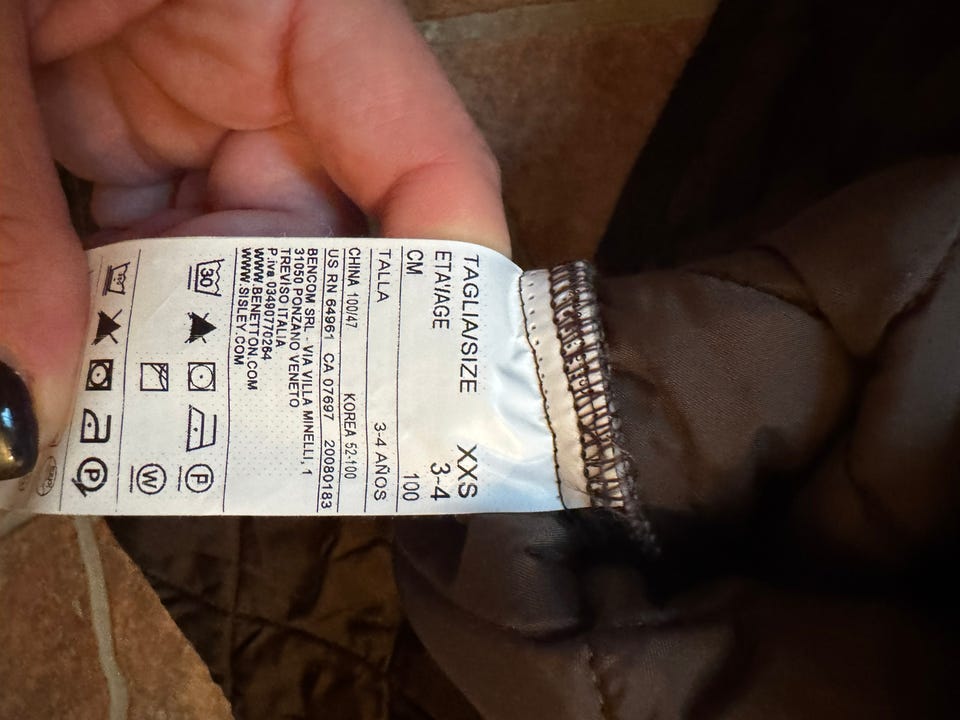 TAGLIA/SIZE XXS
ETA'/AGE 3-4
CM 100
TALLA 3-4 AÑOS
CHINA 100/47 KOREA 52-100
US RN 64961 CA 07697 20080183
BENCOM SRL VIA VILLA MINELLI, 1
31050 PONZANO VENETO
TREVISO ITALIA
P.iva 03490770264
WWW.BENETTON.COM
WWW.SISLEY.COM
30 P
W
P